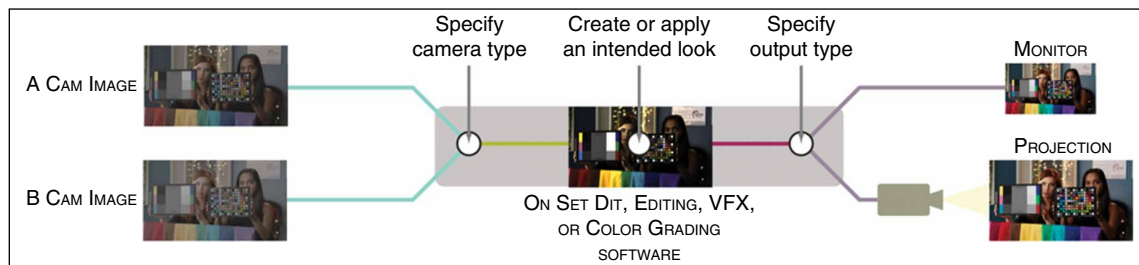 Specify
camera type
Create or apply
an intended look
Specify
output type
A CAM IMAGE
B CAM IMAGE
MONITOR
PROJECTION
ON SET DIT, EDITING, VFX,
OR COLOR GRADING
SOFTWARE